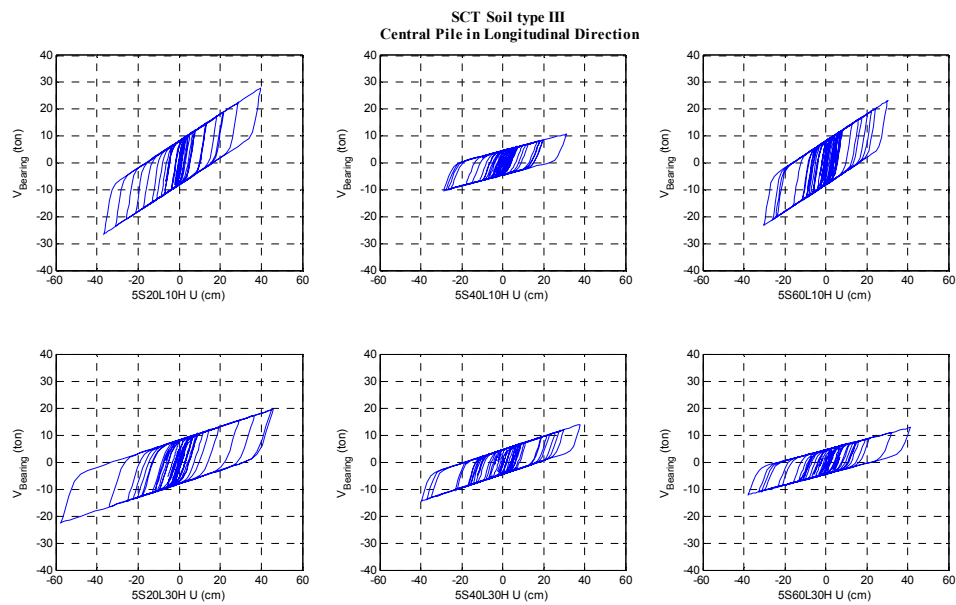 SCT Soil type III
Central Pile in Longitudinal Direction
40
30
20
10
0
-10
-20
-30
-40
V Bearing (ton)
-60 -40 -20 0 20 40 60
5S20L10H U (cm)
40
30
20
10
0
-10
-20
-30
-40
V Bearing (ton)
-60 -40 -20 0 20 40 60
5S40L10H U (cm)
40
30
20
10
0
-10
-20
-30
-40
V Bearing (ton)
-60 -40 -20 0 20 40 60
5S60L10H U (cm)
40
30
20
10
0
-10
-20
-30
-40
V Bearing (ton)
-60 -40 -20 0 20 40 60
5S20L30H U (cm)
40
30
20
10
0
-10
-20
-30
-40
V Bearing (ton)
-60 -40 -20 0 20 40 60
5S40L30H U (cm)
40
30
20
10
0
-10
-20
-30
-40
V Bearing (ton)
-60 -40 -20 0 20 40 60
5S60L30H U (cm)